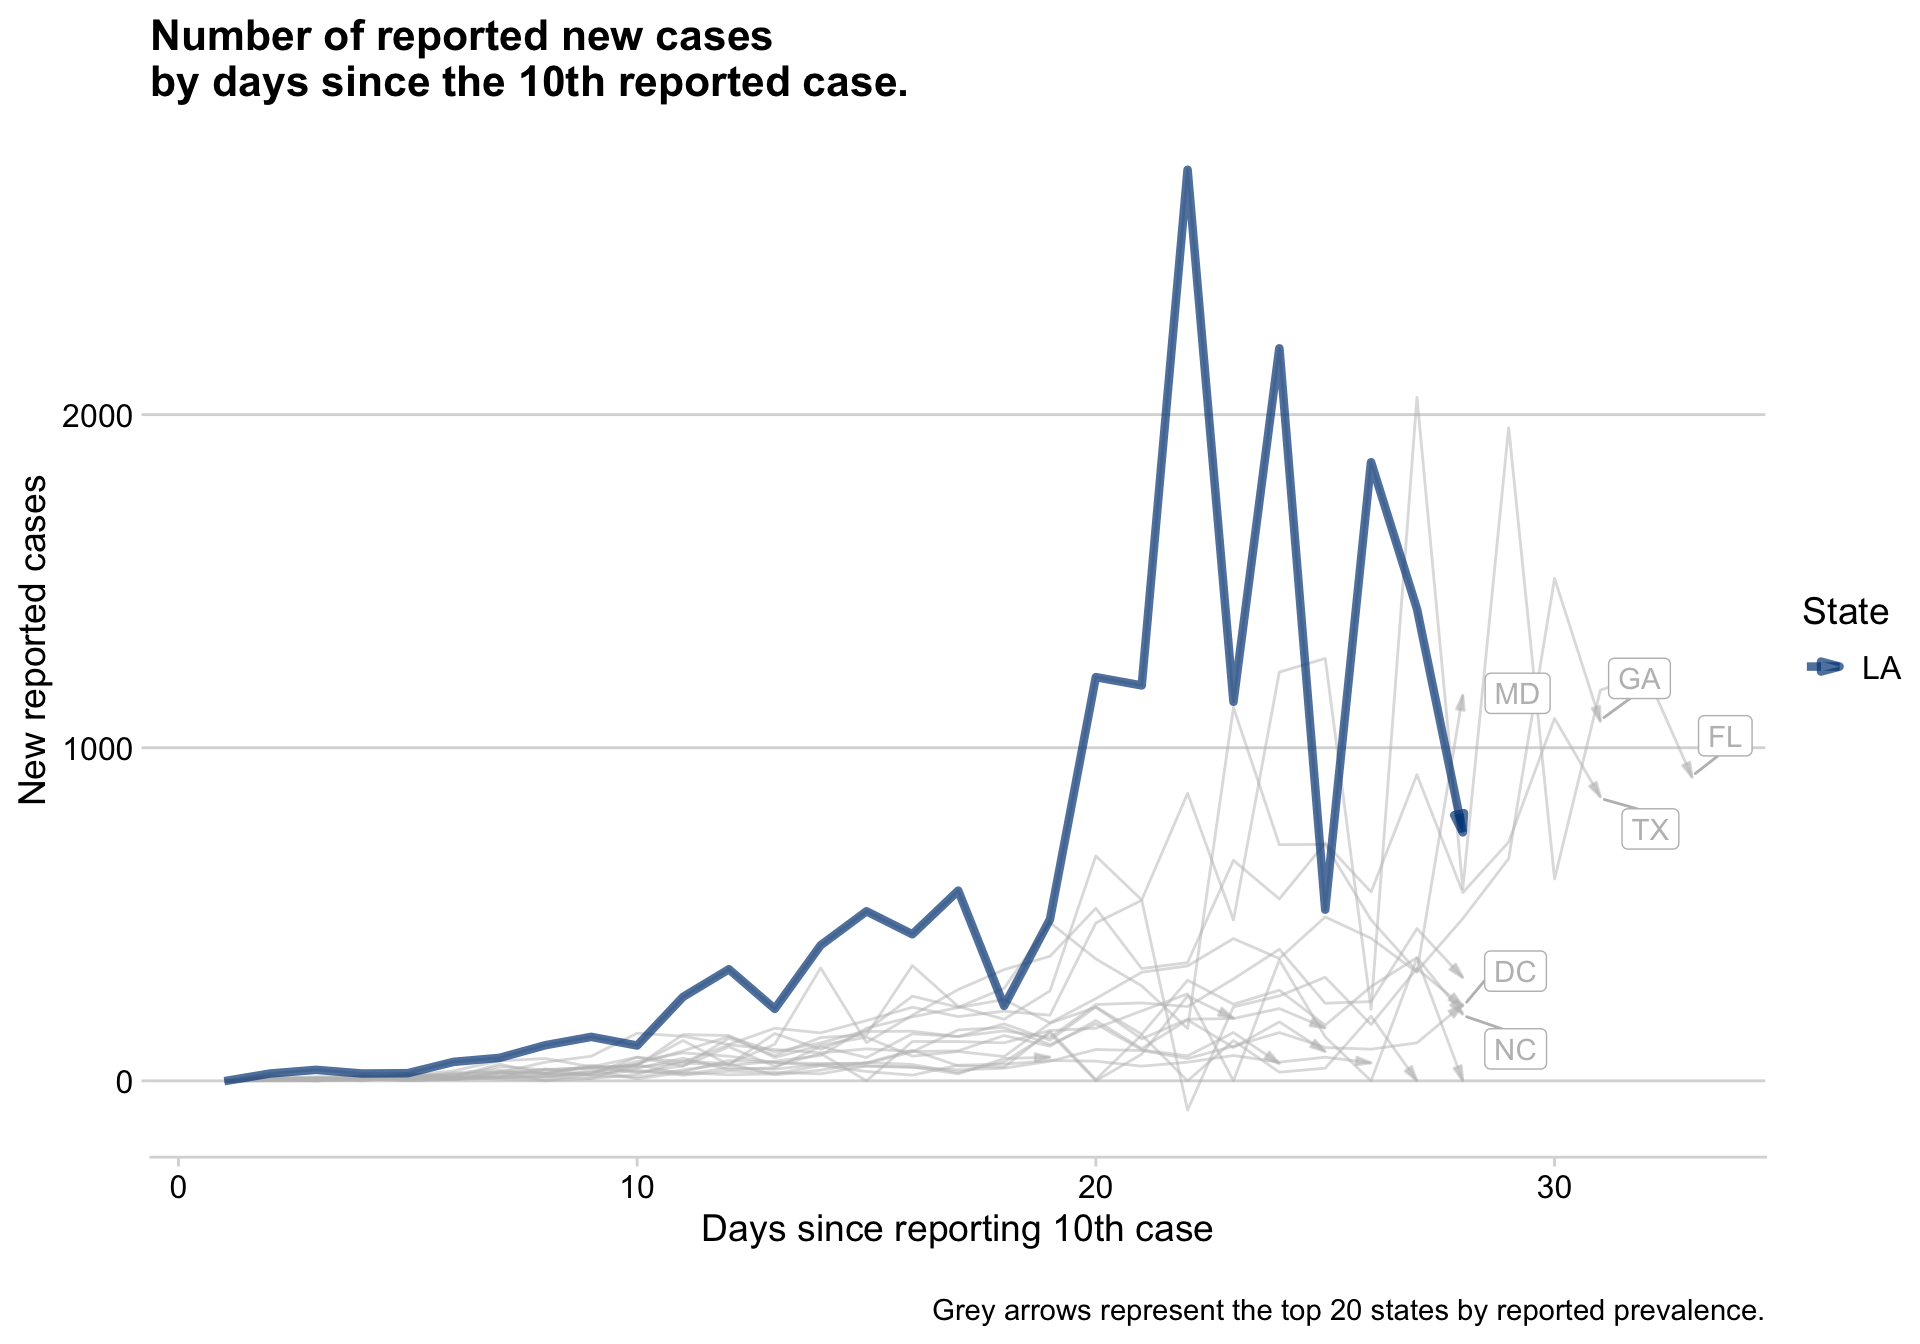 Number of reported new cases
by days since the 10th reported case.
New reported cases
2000
1000
0
0
10
20
30
Days since reporting 10th case
MD
GA
FL
TX
DC
NC
State
LA
Grey arrows represent the top 20 states by reported prevalence.